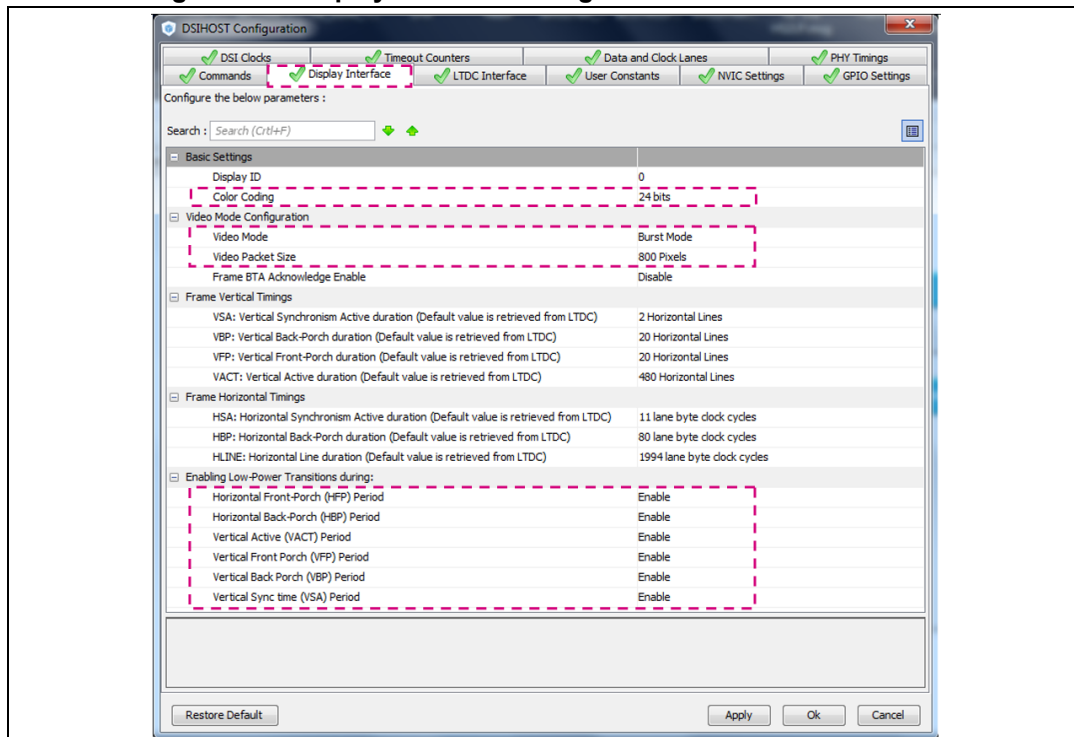 DSIHOST Configuration
DSI Clocks Timeout Counters Data and Clock Lanes PHY Timings
Commands Display Interface LTDC Interface User Constants NVIC Settings GPIO Settings
Configure the below parameters :
Search : Search (Crtl+F)
Basic Settings
Display ID 0
Color Coding 24 bits
Video Mode Configuration
Video Mode Burst Mode
Video Packet Size 800 Pixels
Frame BTA Acknowledge Enable Disable
Frame Vertical Timings
VSA: Vertical Synchronism Active duration (Default value is retrieved from LTDC) 2 Horizontal Lines
VBP: Vertical Back-Porch duration (Default value is retrieved from LTDC) 20 Horizontal Lines
VFP: Vertical Front-Porch duration (Default value is retrieved from LTDC) 20 Horizontal Lines
VACT: Vertical Active duration (Default value is retrieved from LTDC) 480 Horizontal Lines
Frame Horizontal Timings
HSA: Horizontal Synchronism Active duration (Default value is retrieved from LTDC) 11 lane byte clock cycles
HBP: Horizontal Back-Porch duration (Default value is retrieved from LTDC) 80 lane byte clock cycles
HLINE: Horizontal Line duration (Default value is retrieved from LTDC) 1994 lane byte clock cycles
Enabling Low-Power Transitions during:
Horizontal Front-Porch (HFP) Period Enable
Horizontal Back-Porch (HBP) Period Enable
Vertical Active (VACT) Period Enable
Vertical Front Porch (VFP) Period Enable
Vertical Back Porch (VBP) Period Enable
Vertical Sync time (VSA) Period Enable
Restore Default Apply Ok Cancel